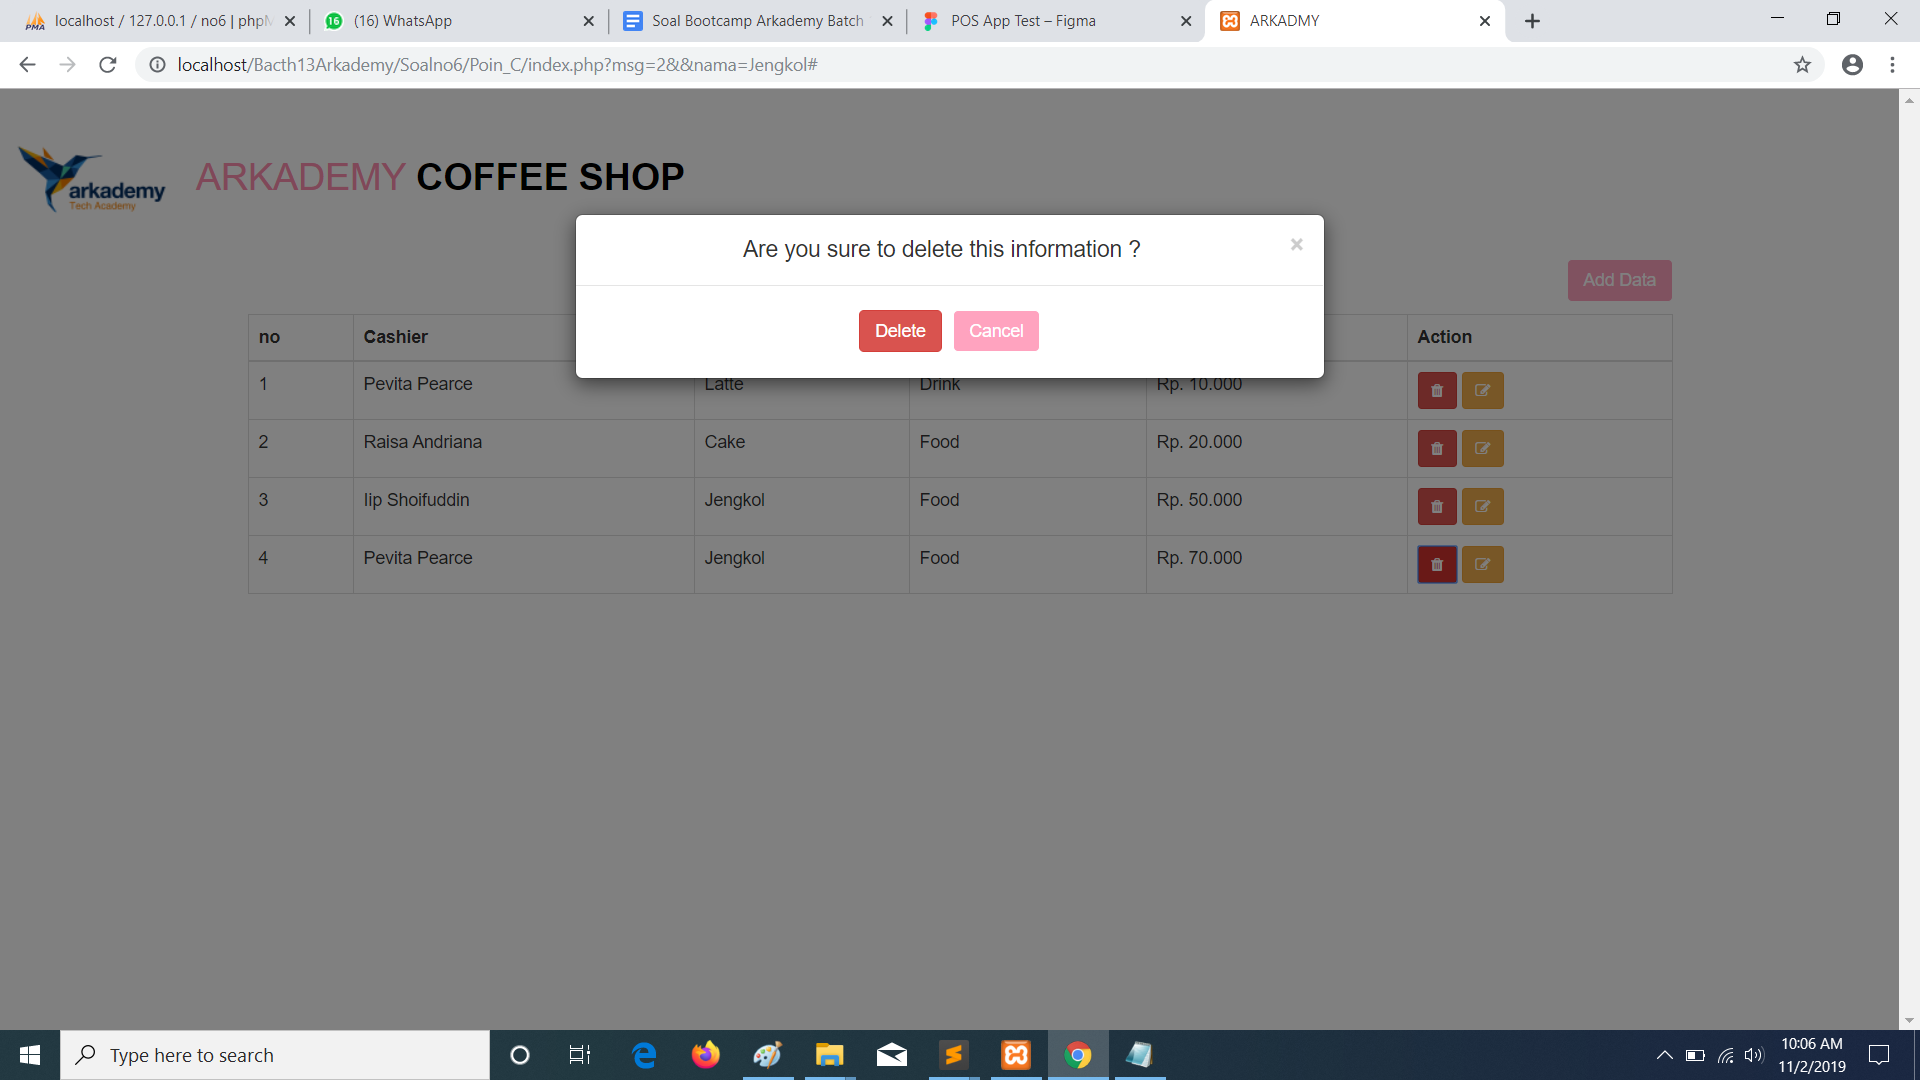 localhost / 127.0.0.1 / no6 | phpM
(16) WhatsApp
Soal Bootcamp Arkademy Batch
POS App Test – Figma
ARKADMY
localhost/Bacth13Arkademy/Soalno6/Poin_C/index.php?msg=2&&nama=Jengkol#
arkademy
Tech Academy
ARKADEMY COFFEE SHOP
Are you sure to delete this information ?
×
Delete Cancel
Add Data
no Cashier Action
1 Pevita Pearce Latte Drink Rp. 10.000
2 Raisa Andriana Cake Food Rp. 20.000
3 Iip Shoifuddin Jengkol Food Rp. 50.000
4 Pevita Pearce Jengkol Food Rp. 70.000
Type here to search
10:06 AM
11/2/2019